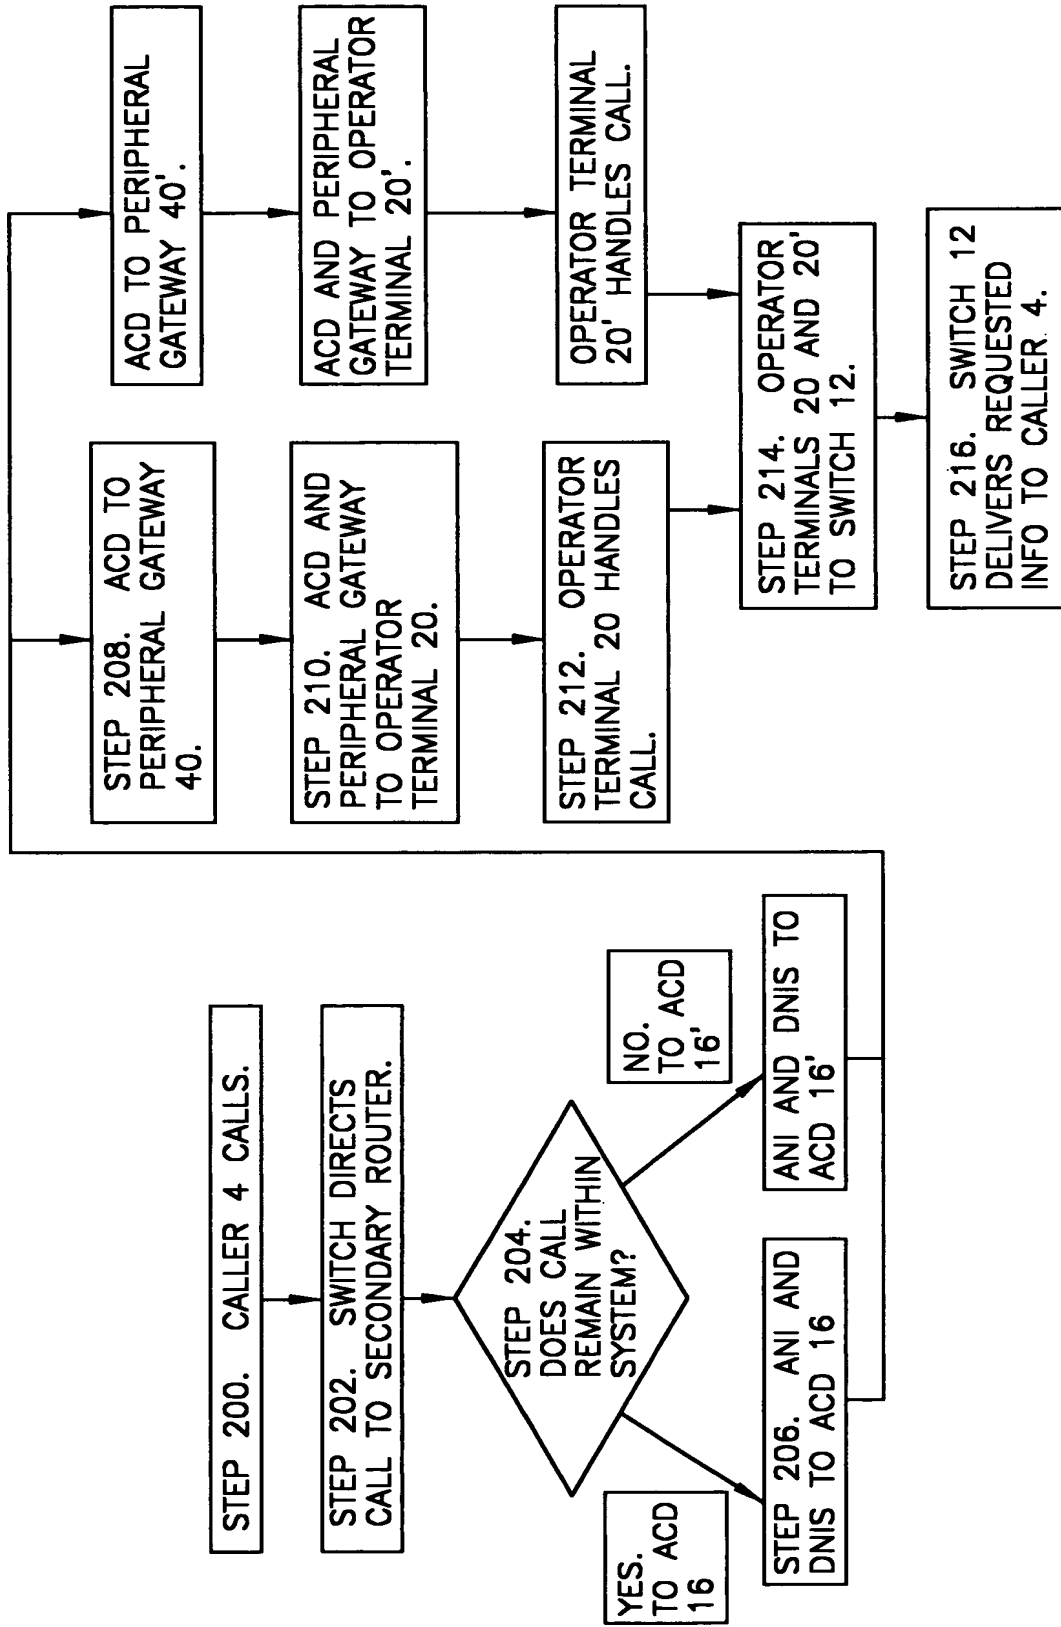 STEP 200. CALLER 4 CALLS.
STEP 202. SWITCH DIRECTS
CALL TO SECONDARY ROUTER.
STEP 204.
DOES CALL
REMAIN WITHIN
SYSTEM?
YES.
TO ACD
16
NO.
TO ACD
16'
STEP 206. ANI AND
DNIS TO ACD 16
ANI AND DNIS TO
ACD 16'
STEP 208. ACD TO
PERIPHERAL GATEWAY
40.
ACD TO PERIPHERAL
GATEWAY 40'.
STEP 210. ACD AND
PERIPHERAL GATEWAY
TO OPERATOR
TERMINAL 20.
ACD AND PERIPHERAL
GATEWAY TO OPERATOR
TERMINAL 20'.
STEP 212. OPERATOR
TERMINAL 20 HANDLES
CALL.
OPERATOR TERMINAL
20' HANDLES CALL.
STEP 214. OPERATOR
TERMINALS 20 AND 20'
TO SWITCH 12.
STEP 216. SWITCH 12
DELIVERS REQUESTED
INFO TO CALLER 4.